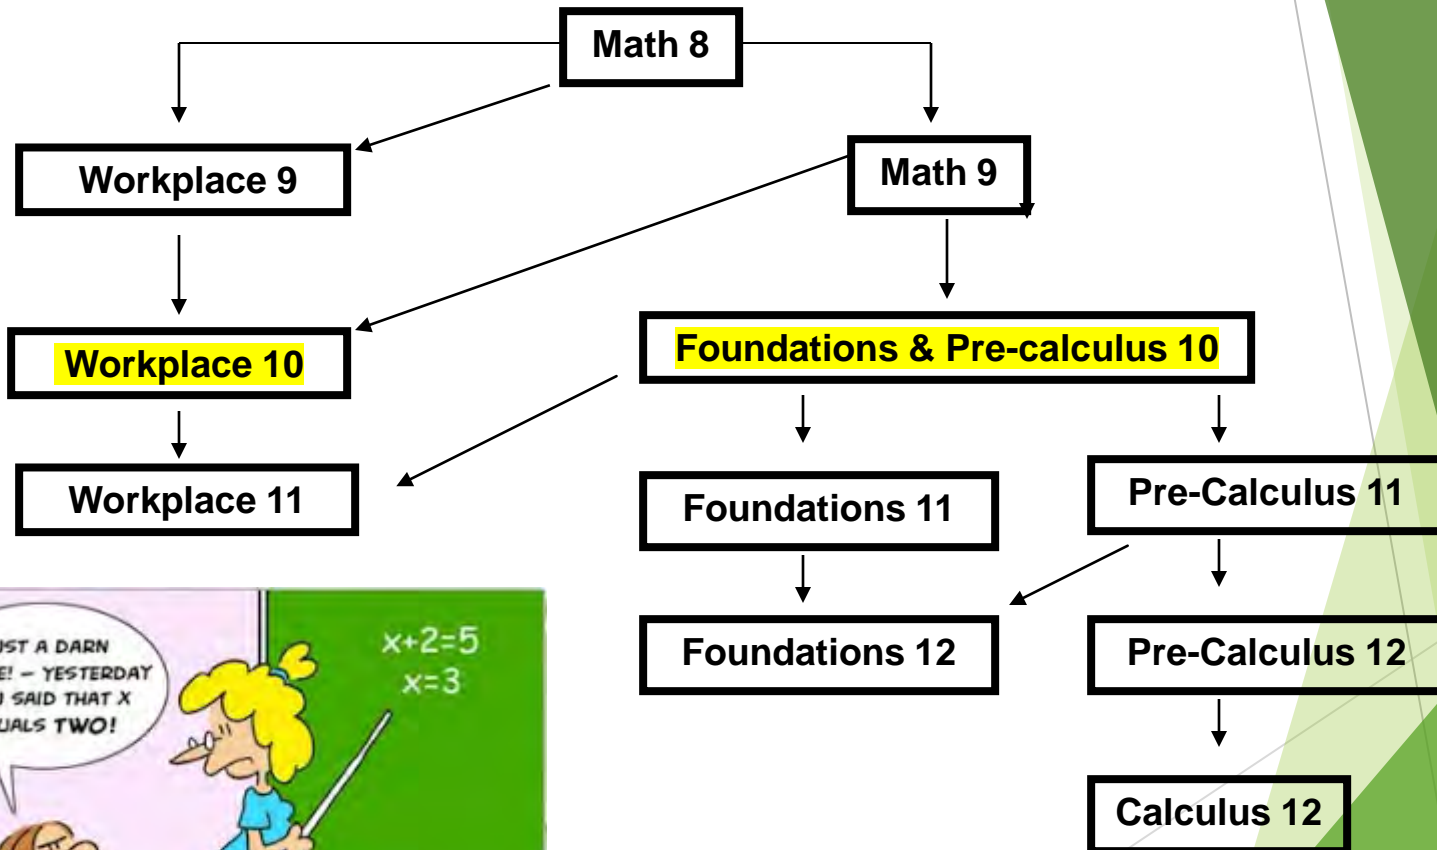 Math 8
Workplace 9
Math 9
Workplace 10
Foundations & Pre-calculus 10
Workplace 11
Foundations 11
Pre-Calculus 11
Foundations 12
Pre-Calculus 12
Calculus 12
A DARN
– YESTERDAY
SAID THAT X
TWO!
x+2=5
x=3